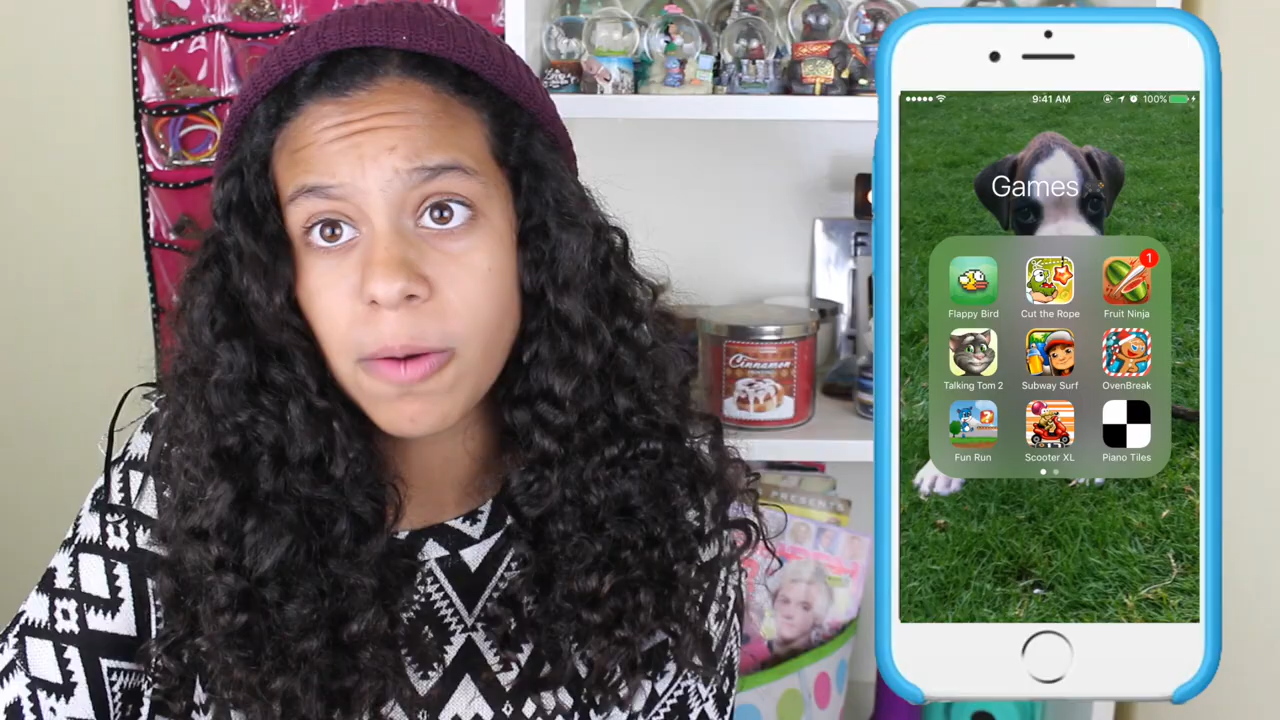 9:41 AM 100%
Games
1
Flappy Bird Cut the Rope Fruit Ninja
Talking Tom 2 Subway Surf OvenBreak
?
Fun Run Scooter XL Piano Tiles
Cinnamon
PRESENTS